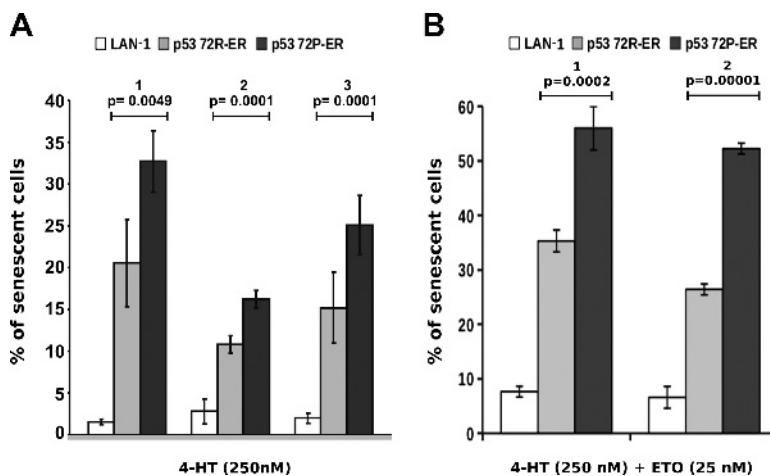 A
LAN-1 p53 72R-ER p53 72P-ER
1 2 3
p= 0.0049 p= 0.0001 p= 0.0001
% of senescent cells
40
35
30
25
20
15
10
5
0
4-HT (250nM)
B
LAN-1 p53 72R-ER p53 72P-ER
1 2
p=0.0002 p=0.00001
% of senescent cells
60
50
40
30
20
10
0
4-HT (250 nM) + ETO (25 nM)